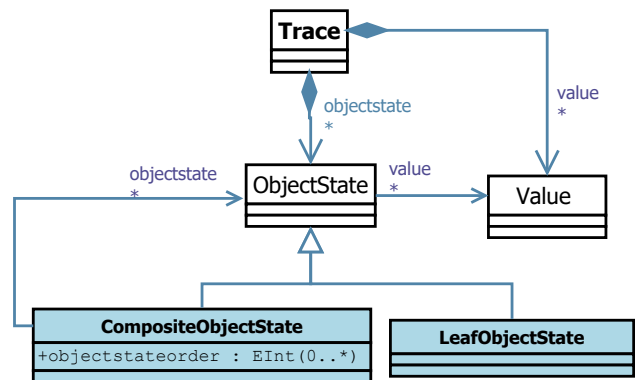 Trace
objectstate
*
value
*
objectstate
*
ObjectState
value
*
Value
CompositeObjectState
+objectstateorder : EInt(0..*)
LeafObjectState